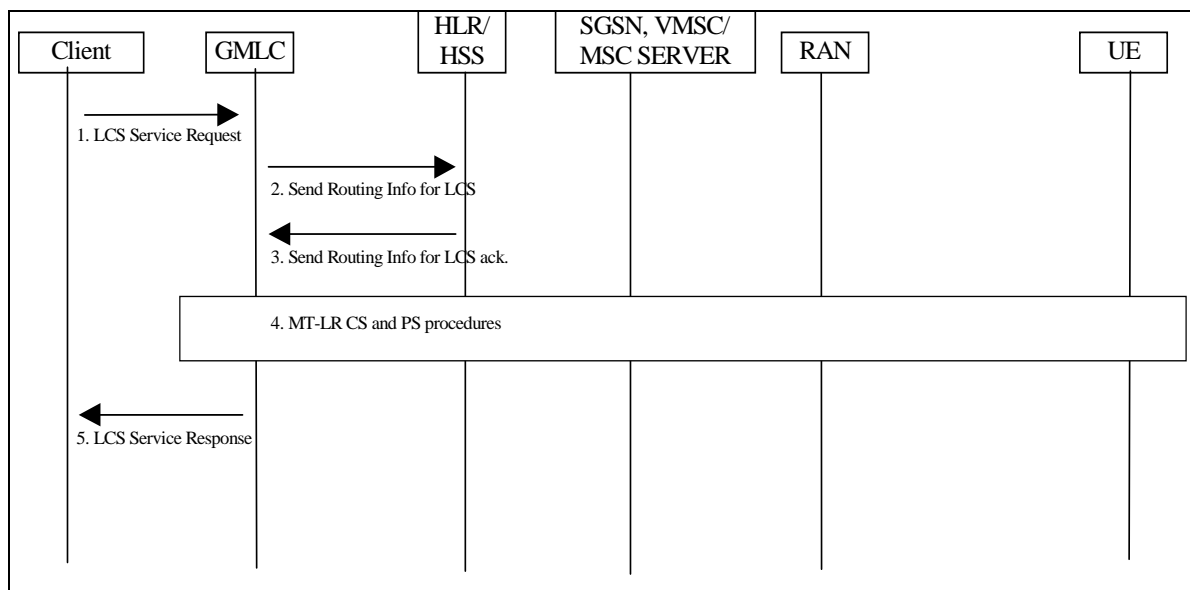 Client
GMLC
HLR/
HSS
SGSN, VMSC/
MSC SERVER
RAN
UE
1. LCS Service Request
2. Send Routing Info for LCS
3. Send Routing Info for LCS ack.
4. MT-LR CS and PS procedures
5. LCS Service Response